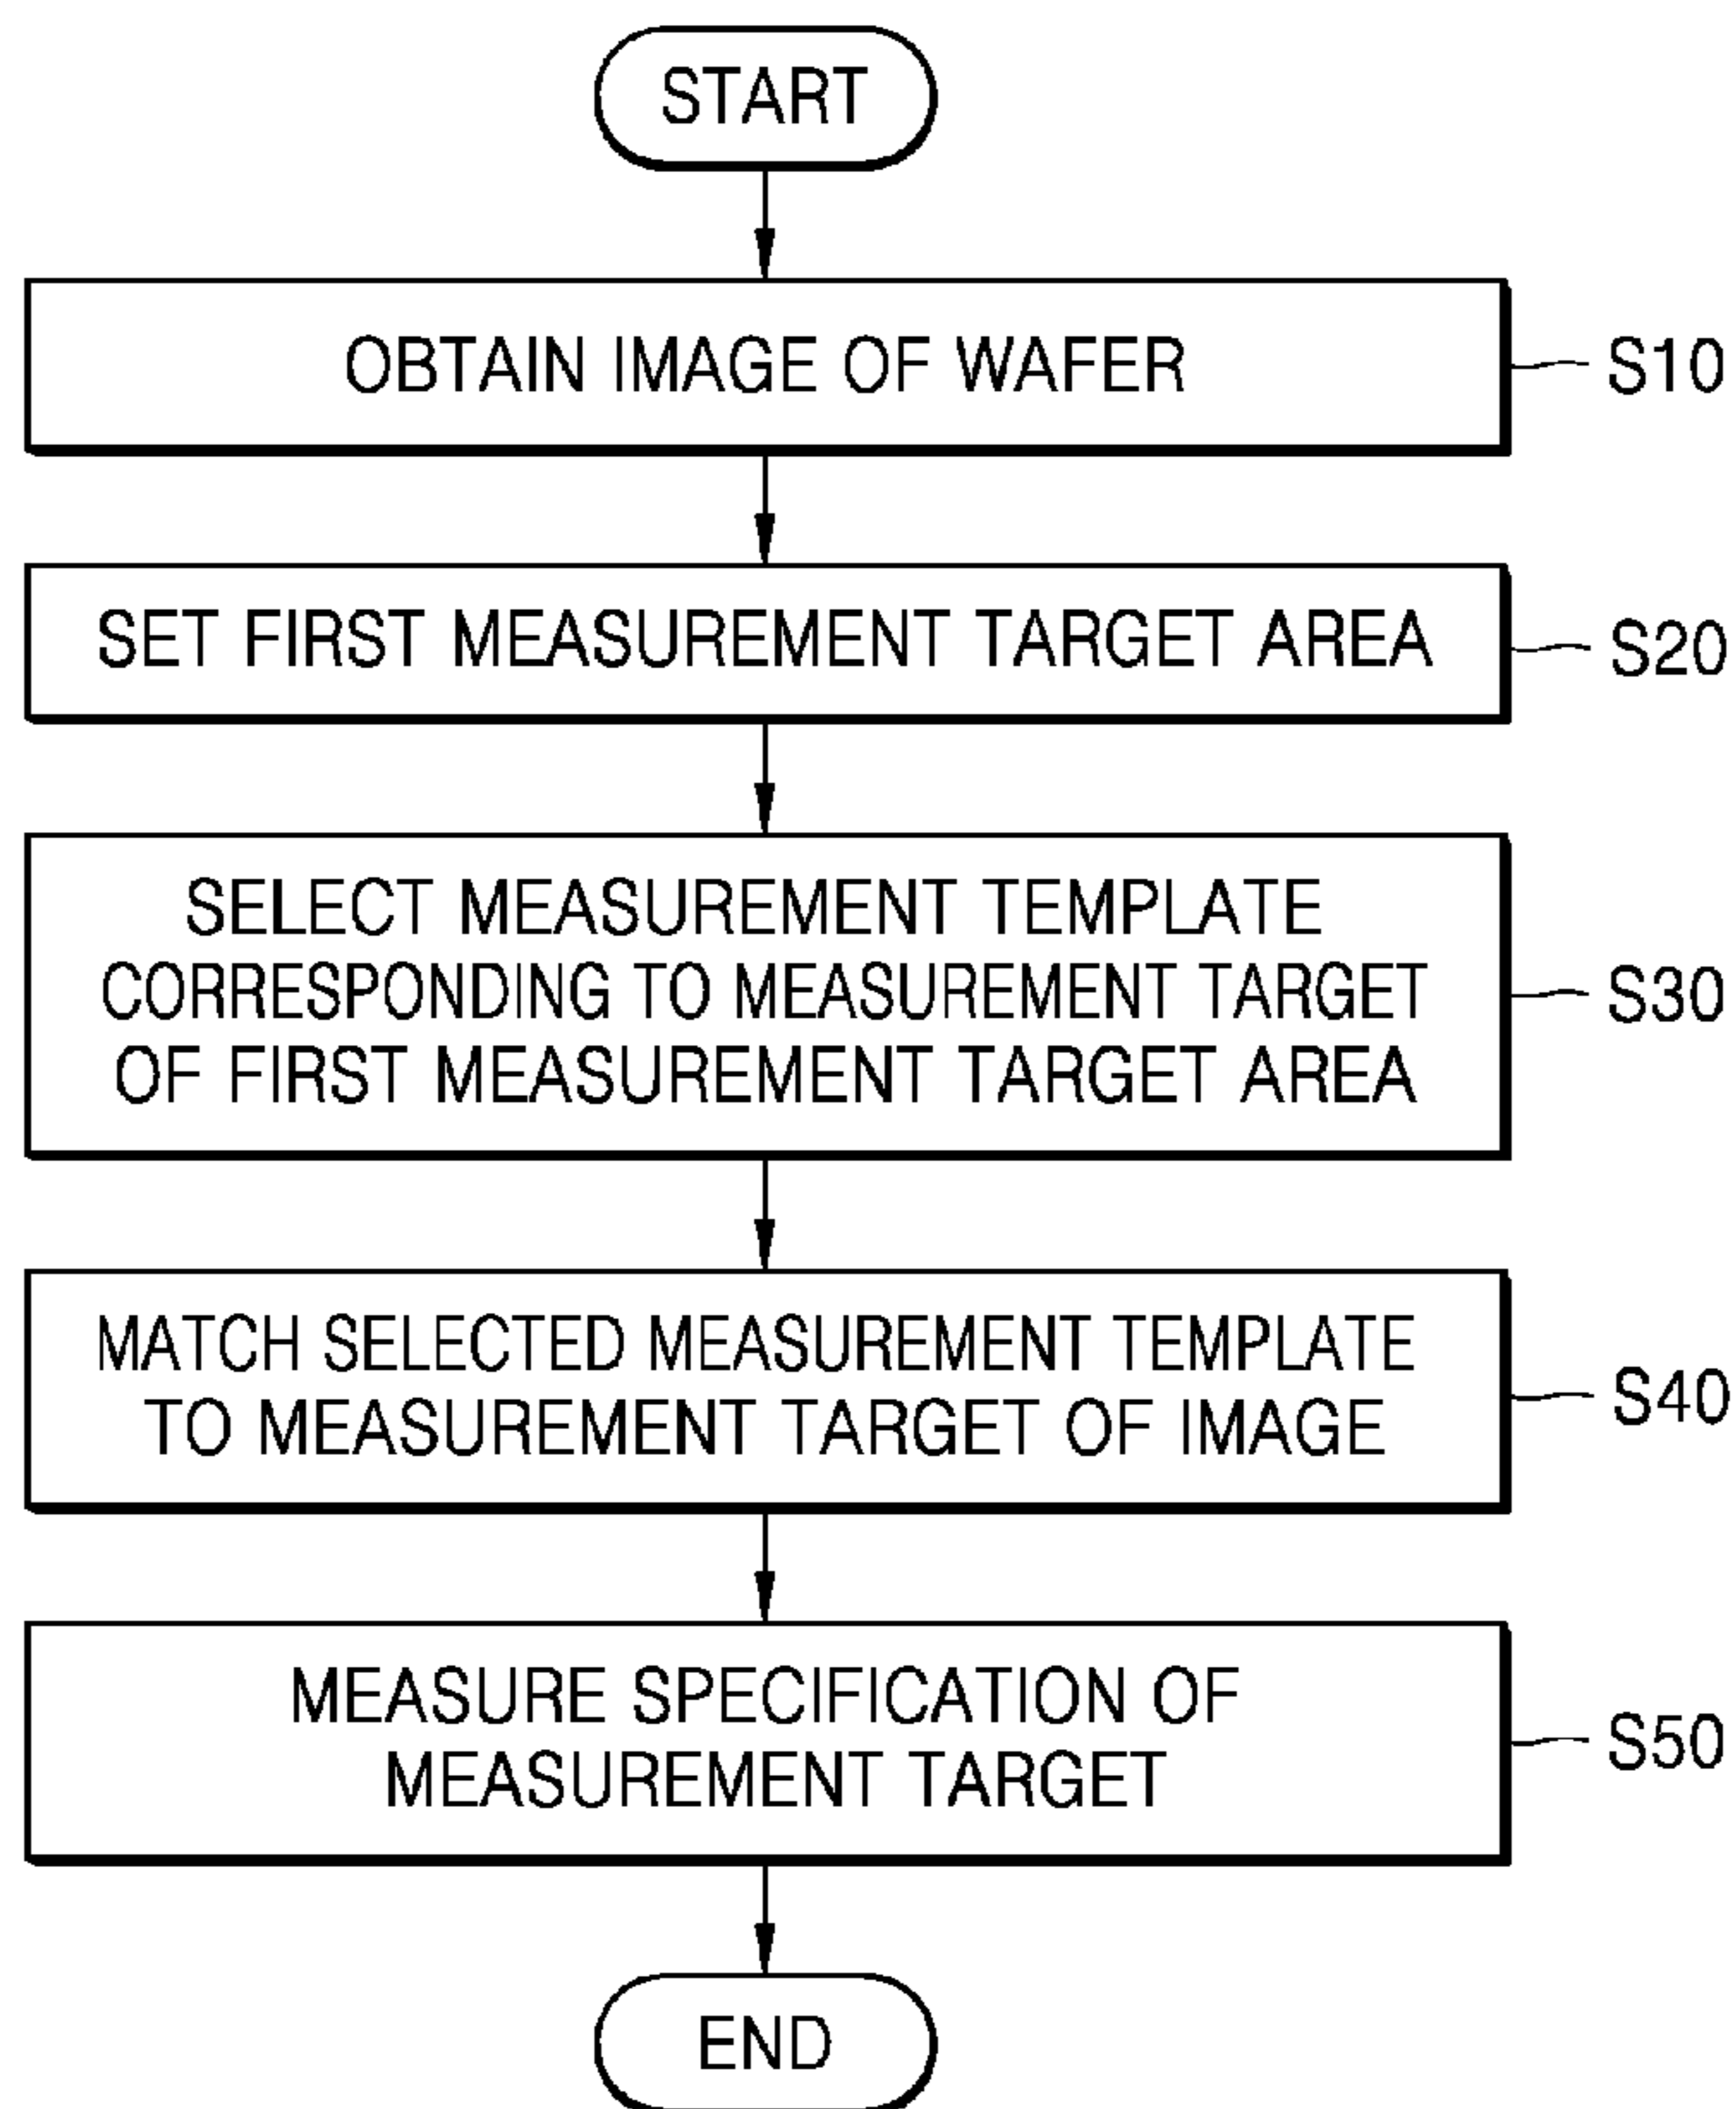 START
OBTAIN IMAGE OF WAFER
S10
SET FIRST MEASUREMENT TARGET AREA
S20
SELECT MEASUREMENT TEMPLATE
CORRESPONDING TO MEASUREMENT TARGET
OF FIRST MEASUREMENT TARGET AREA
S30
MATCH SELECTED MEASUREMENT TEMPLATE
TO MEASUREMENT TARGET OF IMAGE
S40
MEASURE SPECIFICATION OF
MEASUREMENT TARGET
S50
END